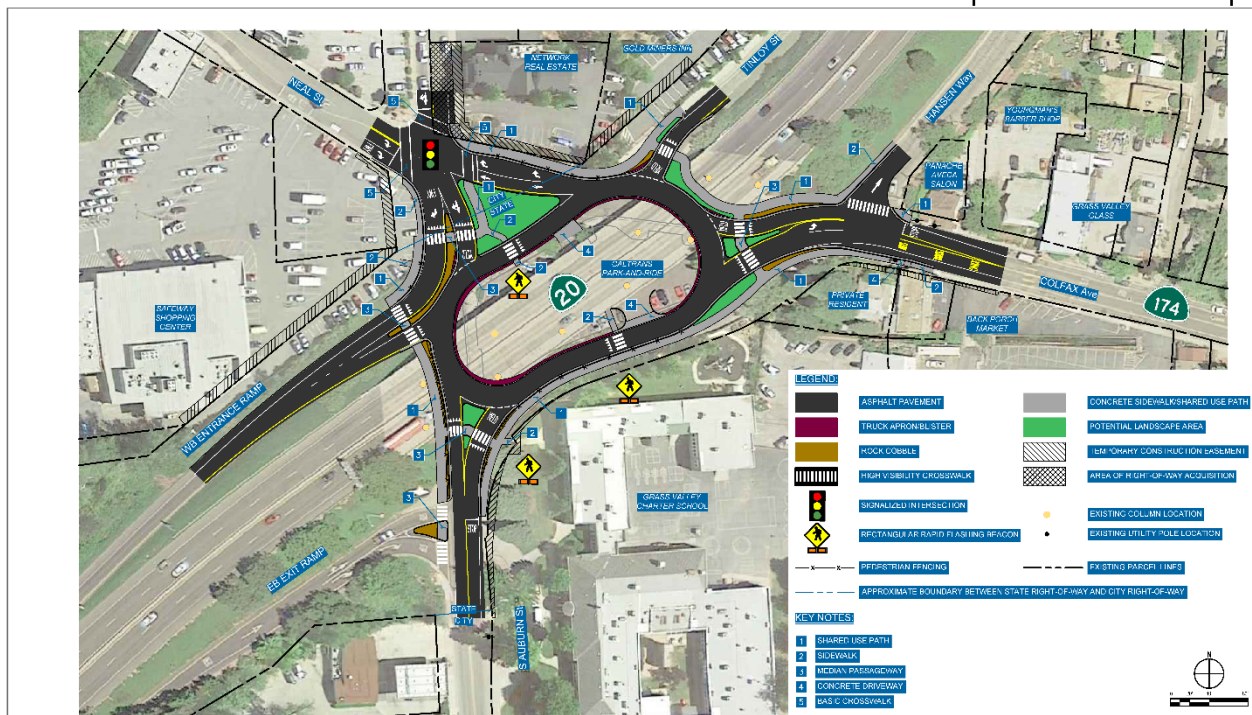 GOLD MINERS INN
NETWORK
REAL ESTATE
TINLOY St
NEAL St
HANSEN Way
YOUNGMAN'S
BARBER SHOP
PANACHE
AVEDA
SALON
GRASS VALLEY
GLASS
CITY
STATE
CALTRANS
PARK-AND-RIDE
20
SAFEWAY
SHOPPING
CENTER
PRIVATE
RESIDENT
COLFAX Ave
174
BACK PORCH
MARKET
WB ENTRANCE RAMP
EB EXIT RAMP
GRASS VALLEY
CHARTER SCHOOL
STATE
CITY
S AUBURN St
LEGEND:
ASPHALT PAVEMENT
TRUCK APRON/BLISTER
ROCK COBBLE
HIGH VISIBILITY CROSSWALK
SIGNALIZED INTERSECTION
RECTANGULAR RAPID FLASHING BEACON
PEDESTRIAN FENCING
APPROXIMATE BOUNDARY BETWEEN STATE RIGHT-OF-WAY AND CITY RIGHT-OF-WAY
CONCRETE SIDEWALK/SHARED USE PATH
POTENTIAL LANDSCAPE AREA
TEMPORARY CONSTRUCTION EASEMENT
AREA OF RIGHT-OF-WAY ACQUISITION
EXISTING COLUMN LOCATION
EXISTING UTILITY POLE LOCATION
EXISTING PARCEL LINES
KEY NOTES:
1 SHARED USE PATH
2 SIDEWALK
3 MEDIAN PASSAGEWAY
4 CONCRETE DRIVEWAY
5 BASIC CROSSWALK
N